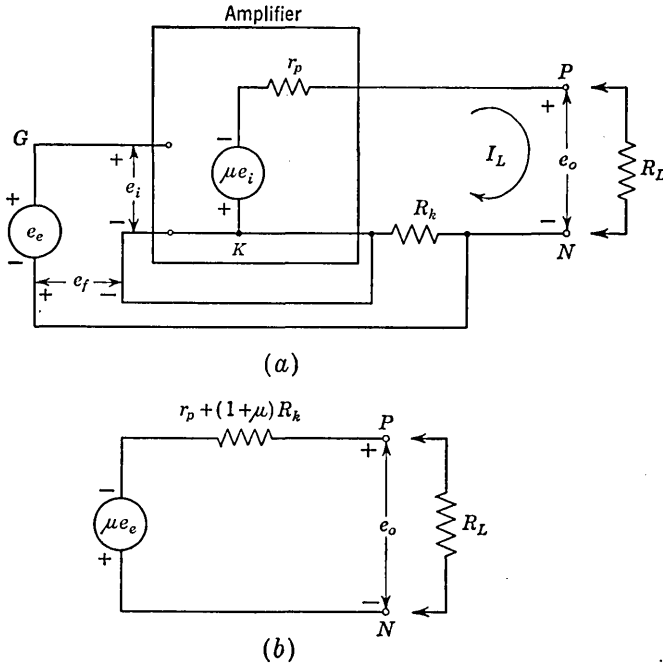 Amplifier
r_p
P
+
G
−
+
I_L
e_i
μe_i
e_o
R_L
+
+
−
R_k
−
e_e
K
N
−
+ e_f −
(a)
r_p + (1+μ) R_k
P
+
−
μe_e
e_o
R_L
+
−
N
(b)